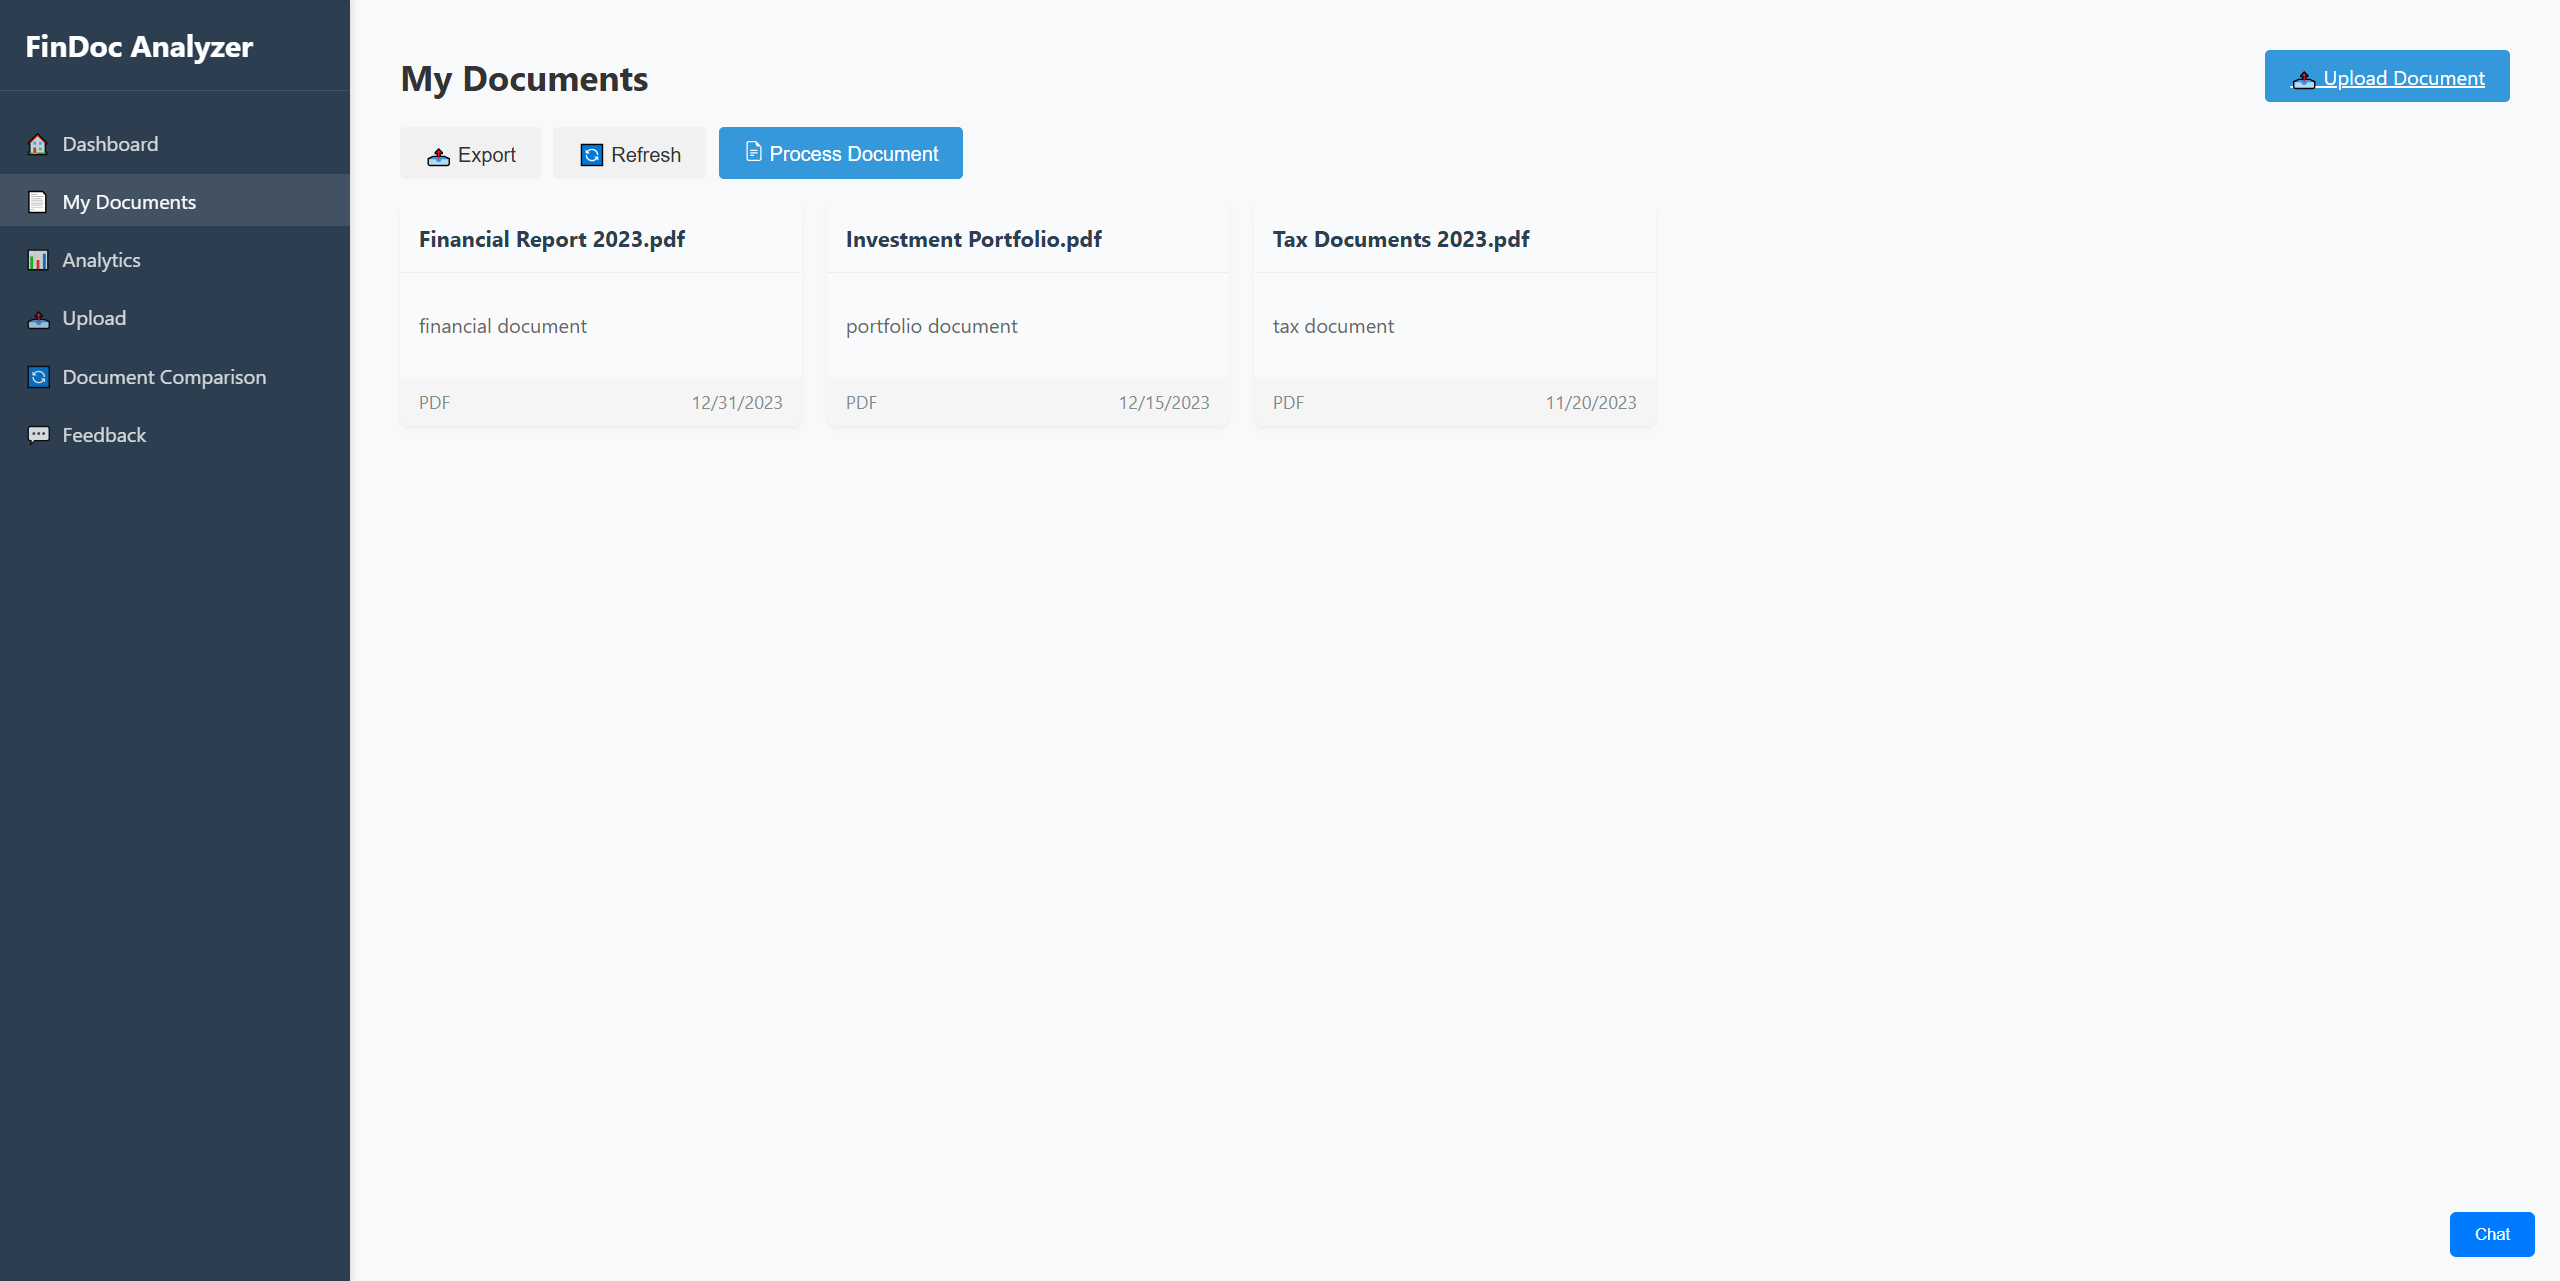 FinDoc Analyzer
Dashboard
My Documents
Analytics
Upload
Document Comparison
Feedback
My Documents
Upload Document
Export
Refresh
Process Document
Financial Report 2023.pdf
financial document
PDF
12/31/2023
Investment Portfolio.pdf
portfolio document
PDF
12/15/2023
Tax Documents 2023.pdf
tax document
PDF
11/20/2023
Chat